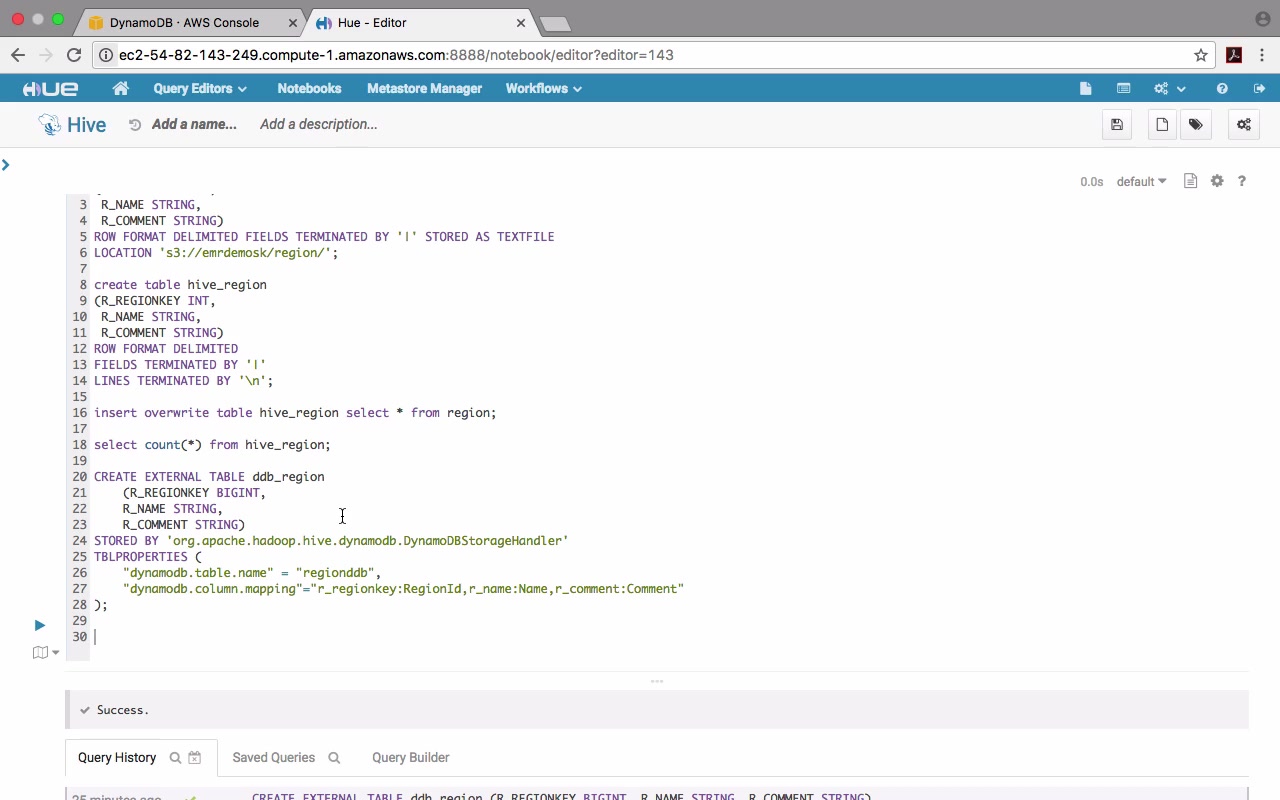 DynamoDB · AWS Console
Hue - Editor
ec2-54-82-143-249.compute-1.amazonaws.com:8888/notebook/editor?editor=143
HUE
Query Editors
Notebooks
Metastore Manager
Workflows
Hive
Add a name...
Add a description...
0.0s
default
3 R_NAME STRING,
4 R_COMMENT STRING)
5 ROW FORMAT DELIMITED FIELDS TERMINATED BY '|' STORED AS TEXTFILE
6 LOCATION 's3://emrdemosk/region/';
7
8 create table hive_region
9 (R_REGIONKEY INT,
10 R_NAME STRING,
11 R_COMMENT STRING)
12 ROW FORMAT DELIMITED
13 FIELDS TERMINATED BY '|'
14 LINES TERMINATED BY '\n';
15
16 insert overwrite table hive_region select * from region;
17
18 select count(*) from hive_region;
19
20 CREATE EXTERNAL TABLE ddb_region
21 (R_REGIONKEY BIGINT,
22 R_NAME STRING,
23 R_COMMENT STRING)
24 STORED BY 'org.apache.hadoop.hive.dynamodb.DynamoDBStorageHandler'
25 TBLPROPERTIES (
26 "dynamodb.table.name" = "regionddb",
27 "dynamodb.column.mapping"="r_regionkey:RegionId,r_name:Name,r_comment:Comment"
28 );
29
30
Success.
Query History
Saved Queries
Query Builder
25 minutes ago
CREATE EXTERNAL TABLE ddb_region (R_REGIONKEY BIGINT, R_NAME STRING, R_COMMENT STRING)